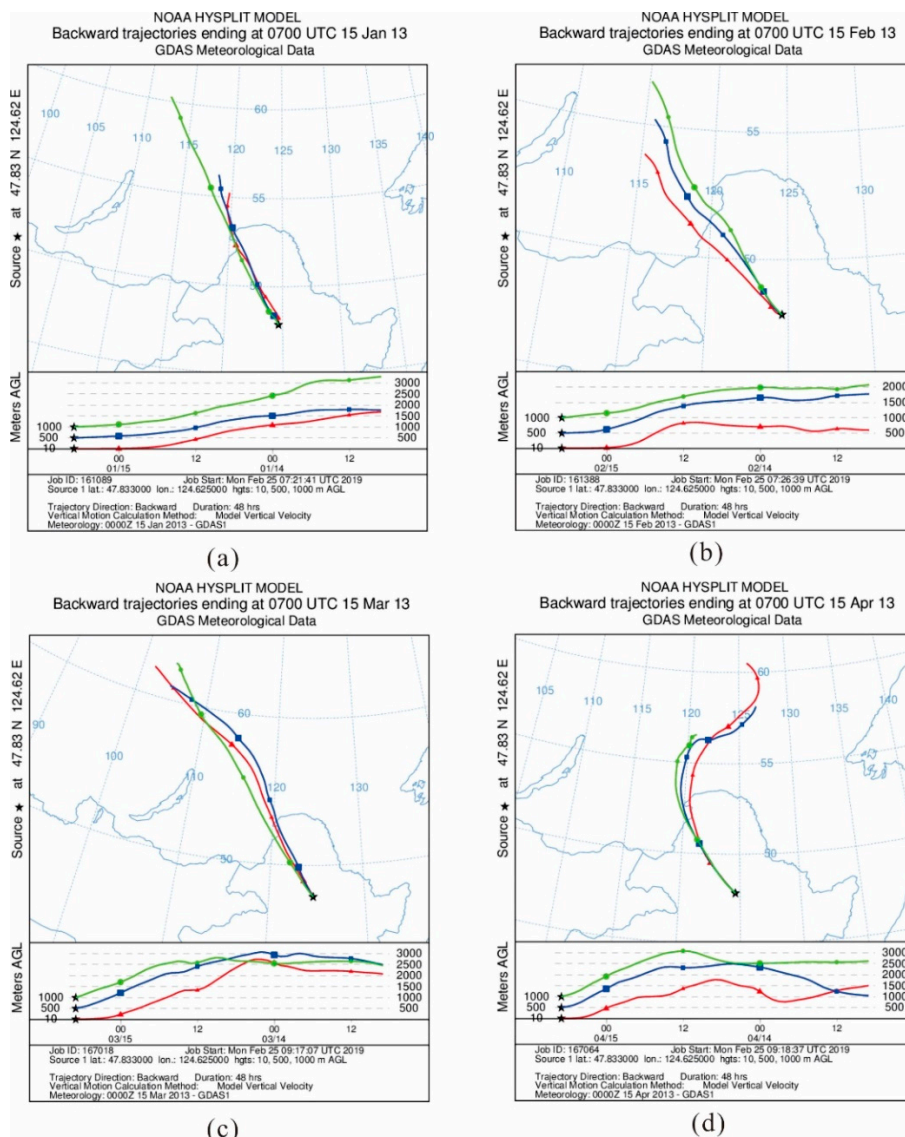 NOAA HYSPLIT MODEL
Backward trajectories ending at 0700 UTC 15 Jan 13
GDAS Meteorological Data
Source ★ at 47.83 N 124.62 E
100
105
110
115
120
125
130
135
140
60
55
50
Meters AGL
3000
2500
2000
1500
1000
500
1000
500
10
00 12 00 12
01/15 01/14
Job ID: 161089 Job Start: Mon Feb 25 07:21:41 UTC 2019
Source 1 lat.: 47.833000 lon.: 124.625000 hgts: 10, 500, 1000 m AGL
Trajectory Direction: Backward Duration: 48 hrs
Vertical Motion Calculation Method: Model Vertical Velocity
Meteorology: 0000Z 15 Jan 2013 - GDAS1
(a)
NOAA HYSPLIT MODEL
Backward trajectories ending at 0700 UTC 15 Feb 13
GDAS Meteorological Data
Source ★ at 47.83 N 124.62 E
110
115
120
125
130
55
50
Meters AGL
2000
1500
1000
500
1000
500
10
00 12 00 12
02/15 02/14
Job ID: 161388 Job Start: Mon Feb 25 07:26:39 UTC 2019
Source 1 lat.: 47.833000 lon.: 124.625000 hgts: 10, 500, 1000 m AGL
Trajectory Direction: Backward Duration: 48 hrs
Vertical Motion Calculation Method: Model Vertical Velocity
Meteorology: 0000Z 15 Feb 2013 - GDAS1
(b)
NOAA HYSPLIT MODEL
Backward trajectories ending at 0700 UTC 15 Mar 13
GDAS Meteorological Data
Source ★ at 47.83 N 124.62 E
90
100
110
120
130
60
50
Meters AGL
3000
2500
2000
1500
1000
500
1000
500
10
00 12 00 12
03/15 03/14
Job ID: 167018 Job Start: Mon Feb 25 09:17:07 UTC 2019
Source 1 lat.: 47.833000 lon.: 124.625000 hgts: 10, 500, 1000 m AGL
Trajectory Direction: Backward Duration: 48 hrs
Vertical Motion Calculation Method: Model Vertical Velocity
Meteorology: 0000Z 15 Mar 2013 - GDAS1
(c)
NOAA HYSPLIT MODEL
Backward trajectories ending at 0700 UTC 15 Apr 13
GDAS Meteorological Data
Source ★ at 47.83 N 124.62 E
105
110
115
120
125
130
135
140
60
55
50
Meters AGL
3000
2500
2000
1500
1000
500
1000
500
10
00 12 00 12
04/15 04/14
Job ID: 167064 Job Start: Mon Feb 25 09:18:37 UTC 2019
Source 1 lat.: 47.833000 lon.: 124.625000 hgts: 10, 500, 1000 m AGL
Trajectory Direction: Backward Duration: 48 hrs
Vertical Motion Calculation Method: Model Vertical Velocity
Meteorology: 0000Z 15 Apr 2013 - GDAS1
(d)